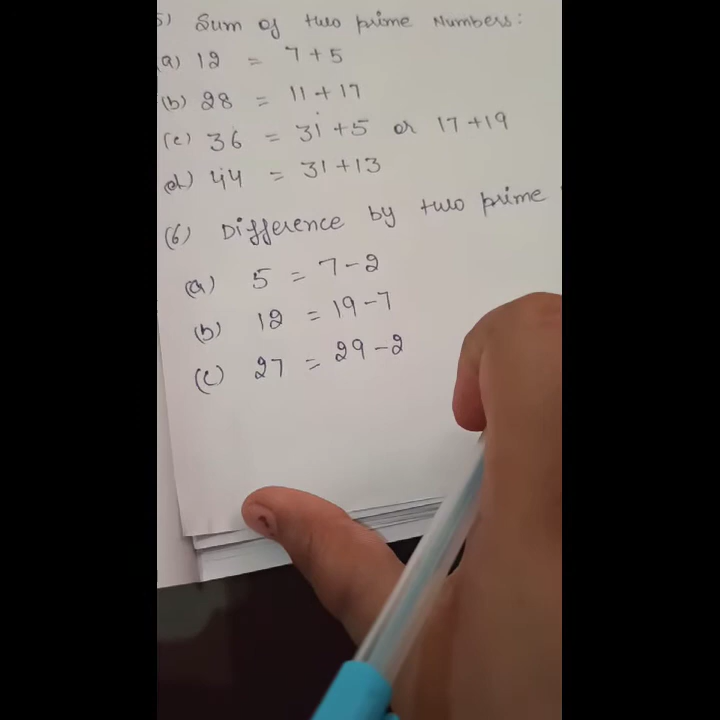 5) Sum of two prime Numbers:
(a) 12 = 7+5
(b) 28 = 11+17
(c) 36 = 31+5 or 17+19
(d) 44 = 31+13
(6) Difference by two prime
(a) 5 = 7-2
(b) 12 = 19-7
(c) 27 = 29-2